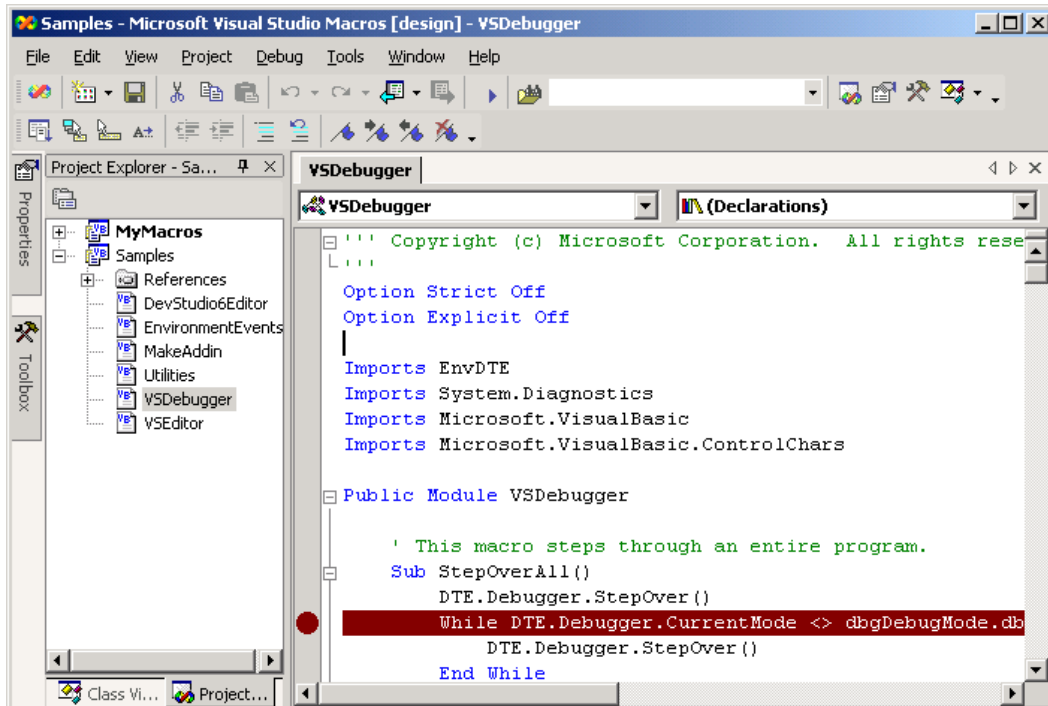 Samples - Microsoft Visual Studio Macros [design] - VSDebugger
File Edit View Project Debug Tools Window Help
Properties
Toolbox
Project Explorer - Sa...
MyMacros
Samples
References
DevStudio6Editor
EnvironmentEvents
MakeAddin
Utilities
VSDebugger
VSEditor
Class Vi... Project...
VSDebugger
VSDebugger (Declarations)
''' Copyright (c) Microsoft Corporation. All rights rese
'''
Option Strict Off
Option Explicit Off
Imports EnvDTE
Imports System.Diagnostics
Imports Microsoft.VisualBasic
Imports Microsoft.VisualBasic.ControlChars
Public Module VSDebugger
' This macro steps through an entire program.
Sub StepOverAll()
DTE.Debugger.StepOver()
While DTE.Debugger.CurrentMode <> dbgDebugMode.db
DTE.Debugger.StepOver()
End While